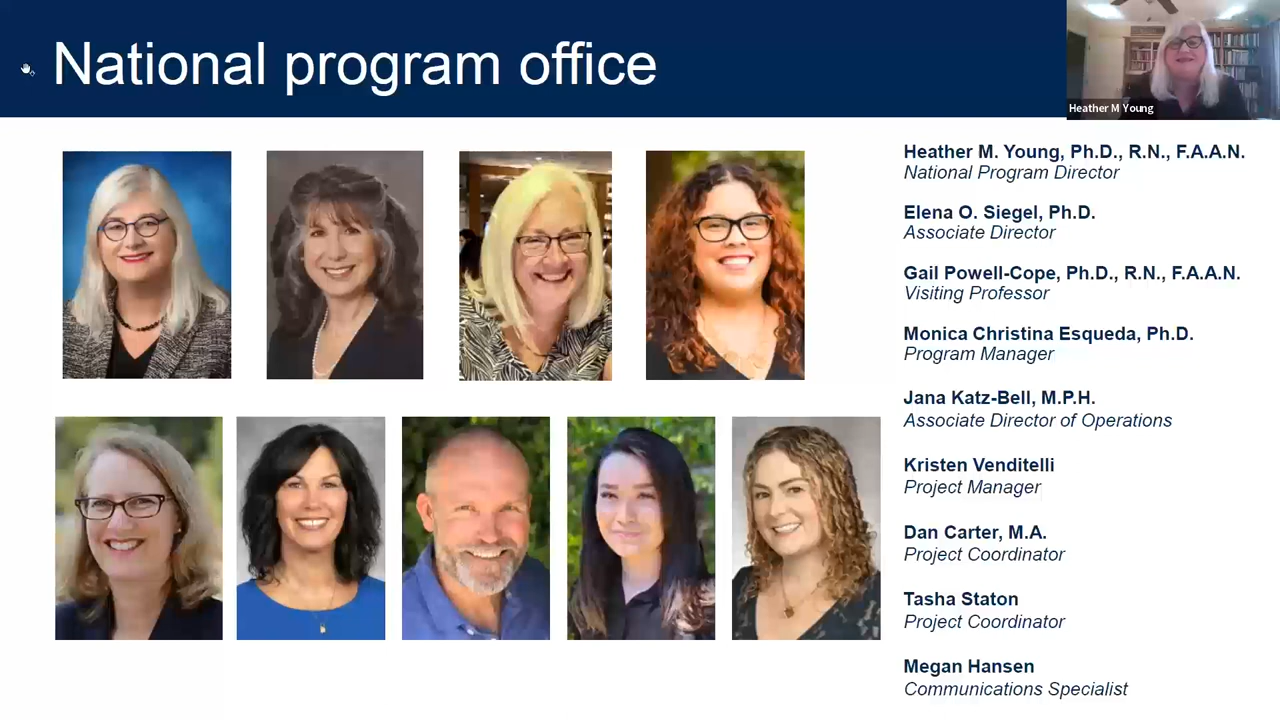 National program office
Heather M Young
Heather M. Young, Ph.D., R.N., F.A.A.N.
National Program Director
Elena O. Siegel, Ph.D.
Associate Director
Gail Powell-Cope, Ph.D., R.N., F.A.A.N.
Visiting Professor
Monica Christina Esqueda, Ph.D.
Program Manager
Jana Katz-Bell, M.P.H.
Associate Director of Operations
Kristen Venditelli
Project Manager
Dan Carter, M.A.
Project Coordinator
Tasha Staton
Project Coordinator
Megan Hansen
Communications Specialist